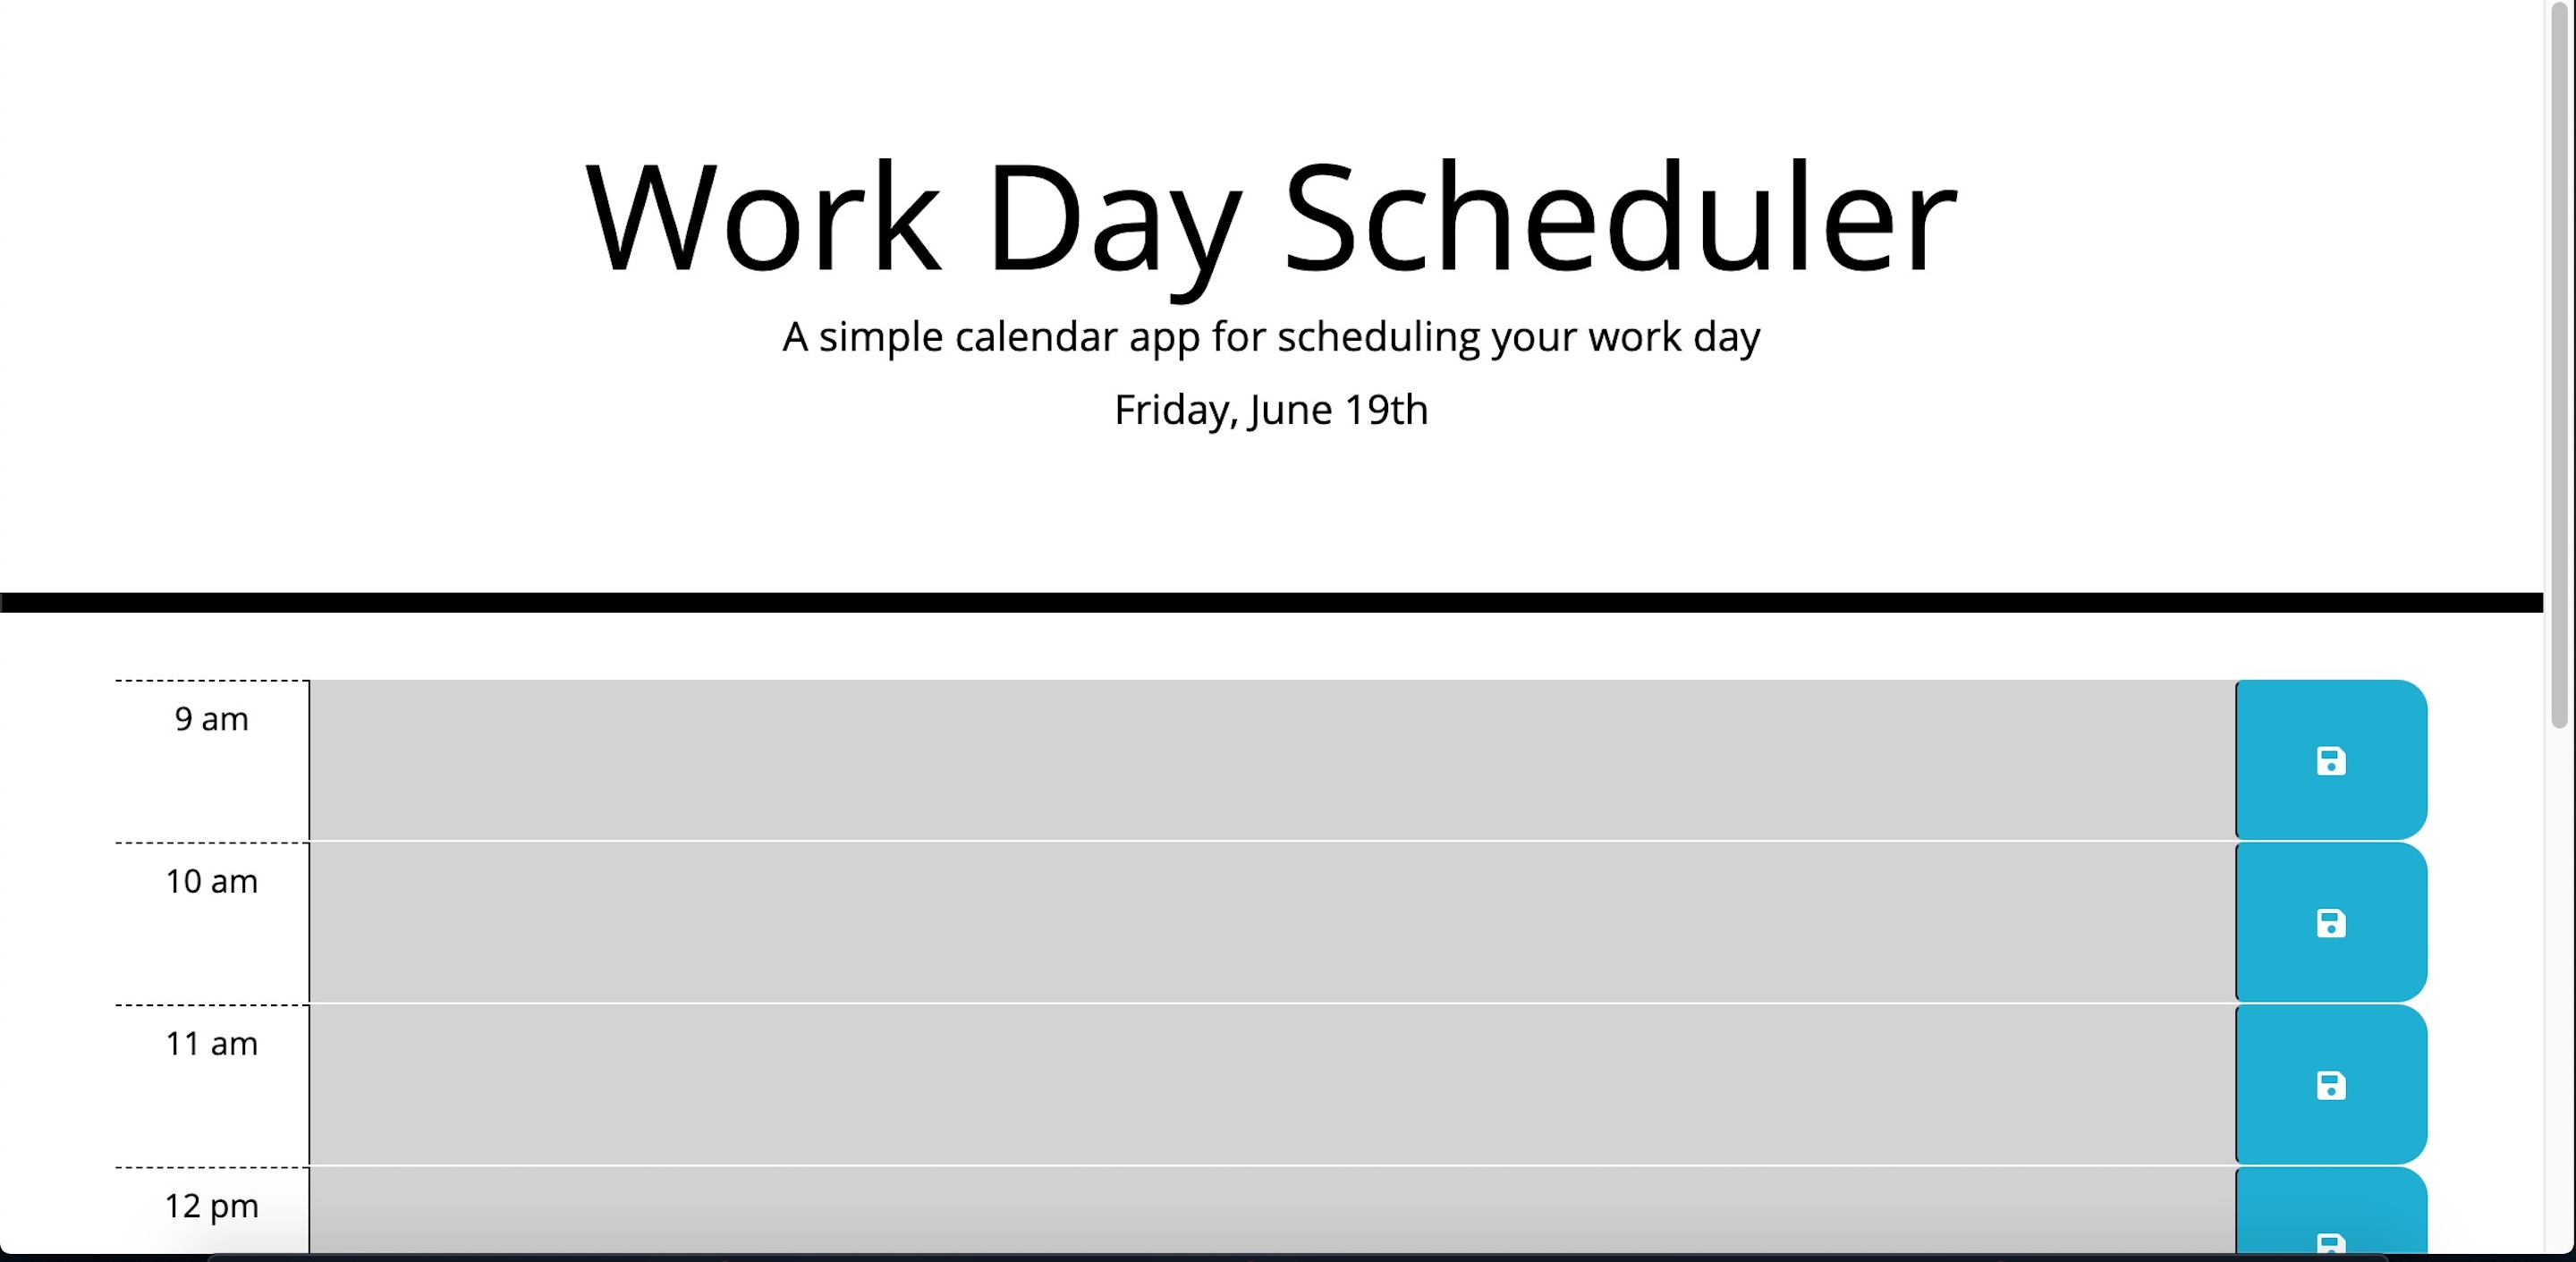 Work Day Scheduler
A simple calendar app for scheduling your work day
Friday, June 19th
9 am
10 am
11 am
12 pm